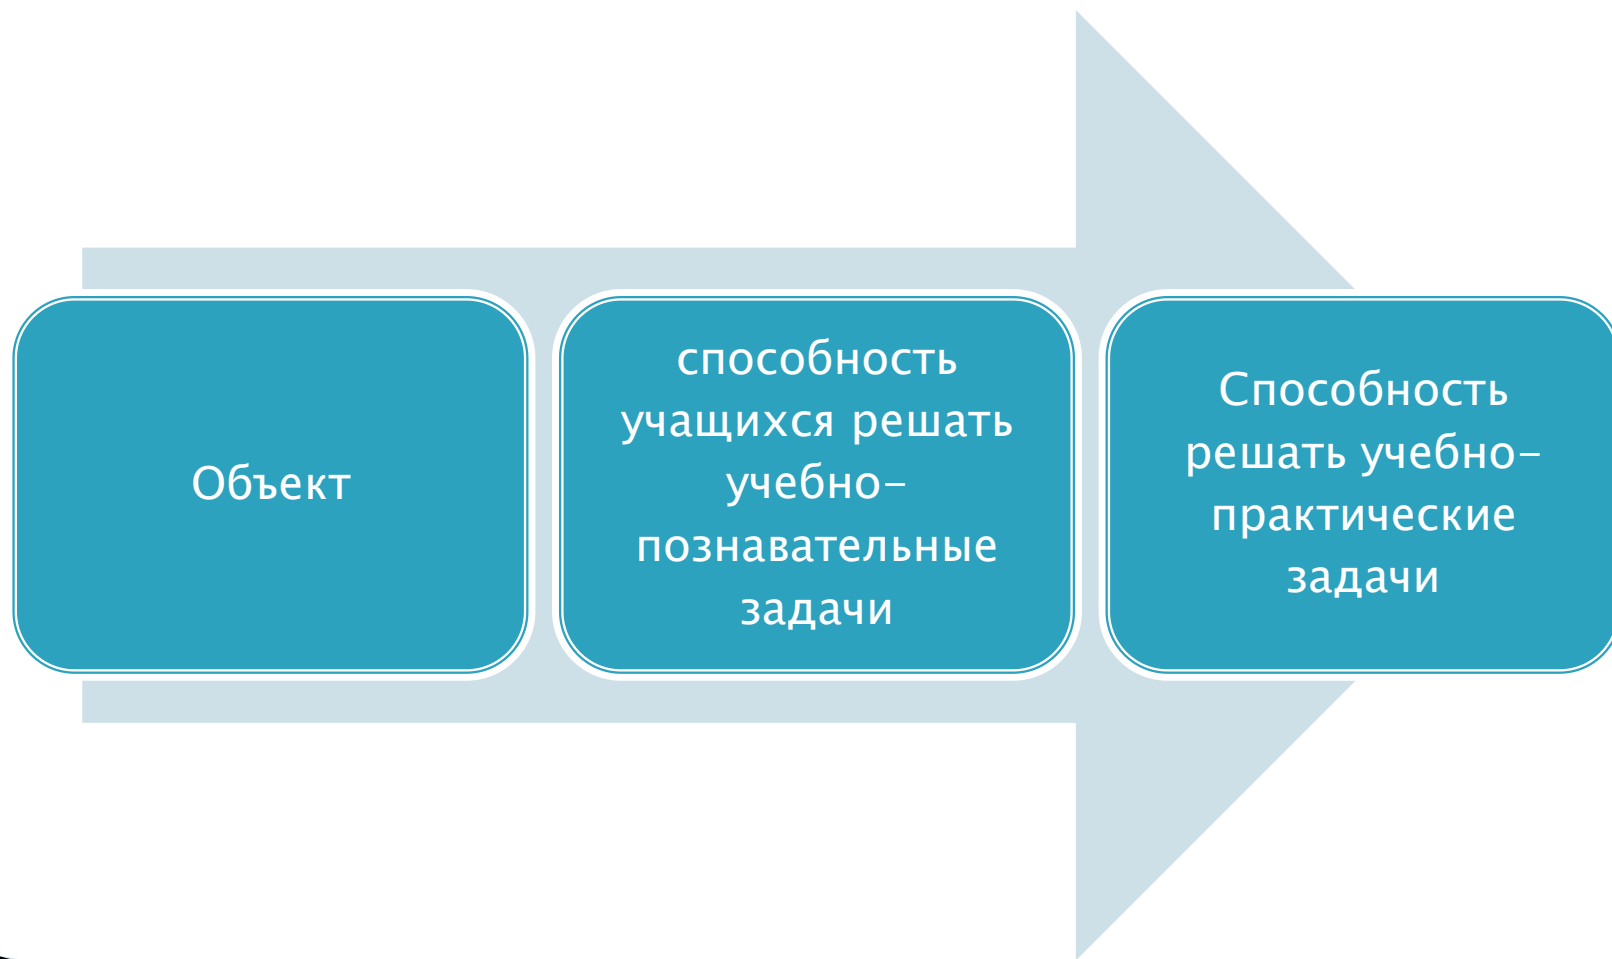 Объект
способность
учащихся решать
учебно-
познавательные
задачи
Способность
решать учебно-
практические
задачи